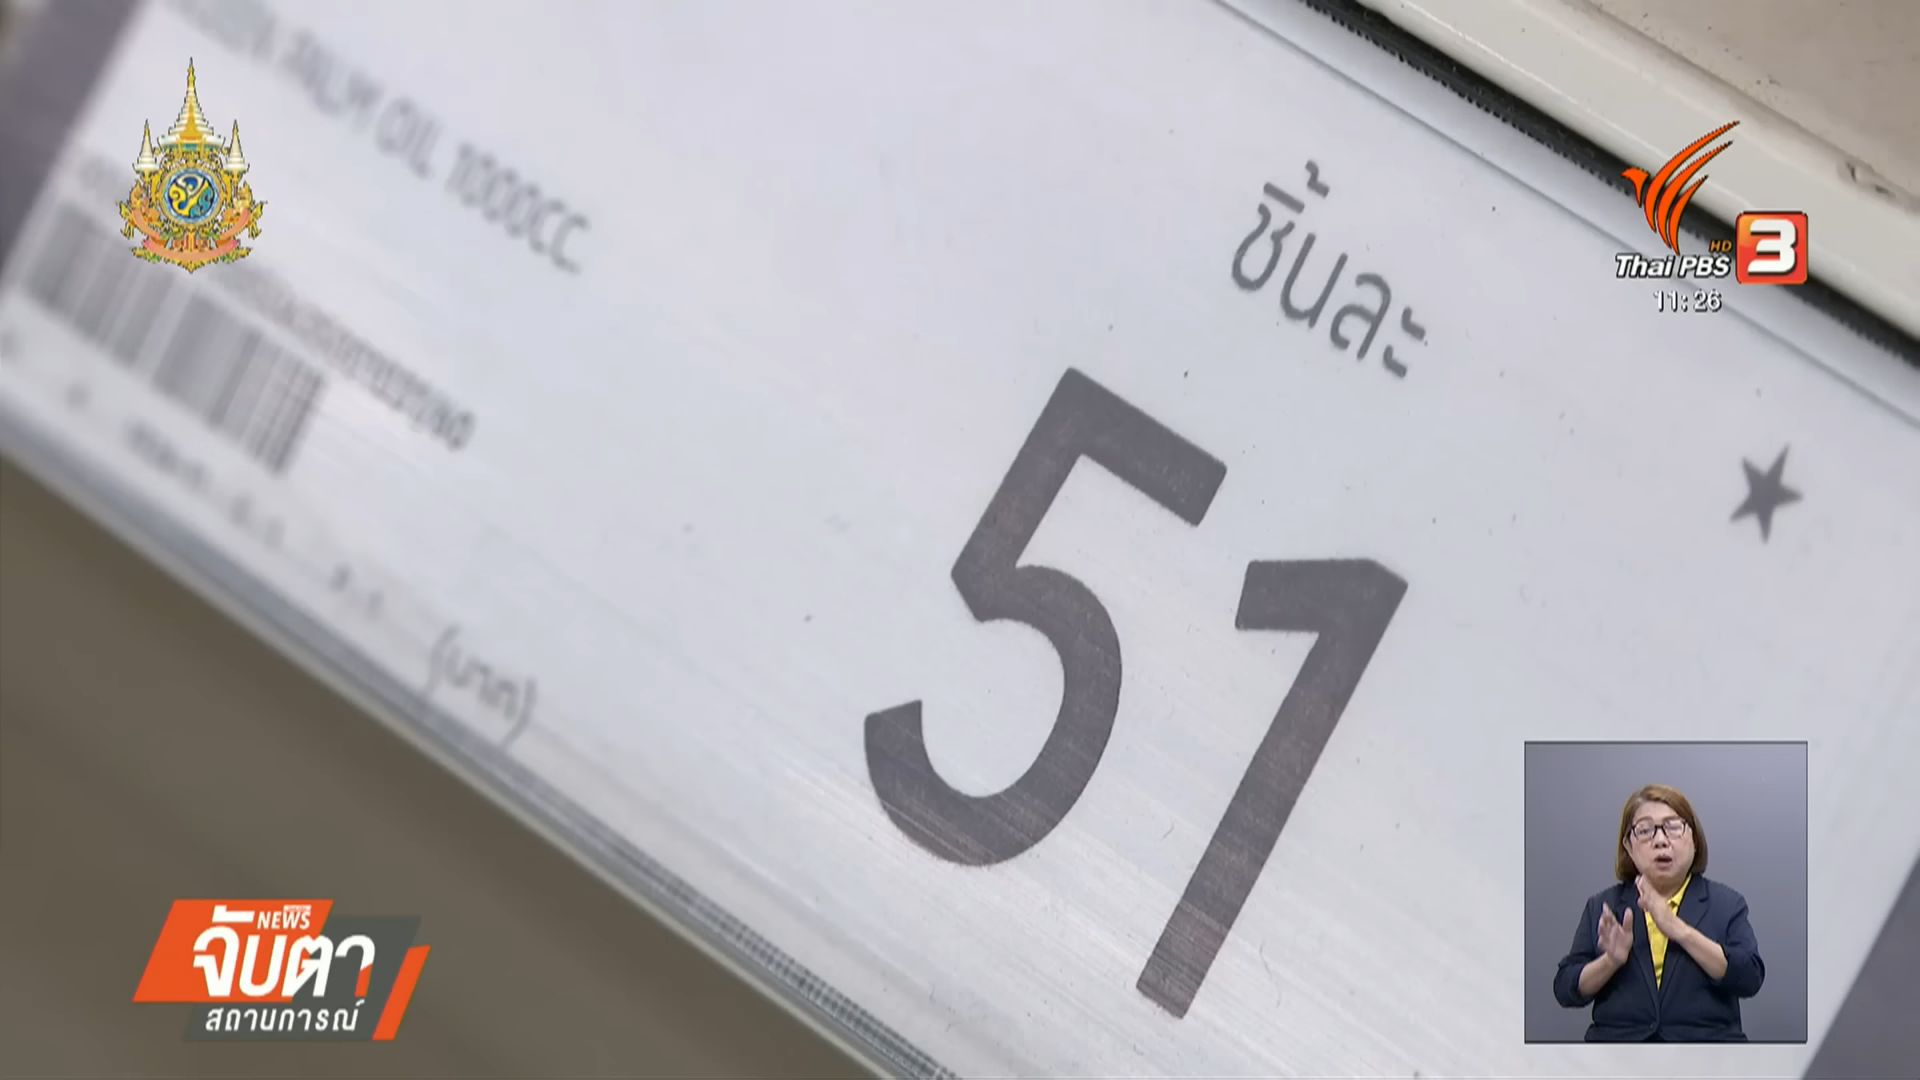 PALM OIL 1000CC.
ชิ้นละ
51
(บาท)
HD
Thai PBS 3
11:26
NEWS
จับตา
สถานการณ์